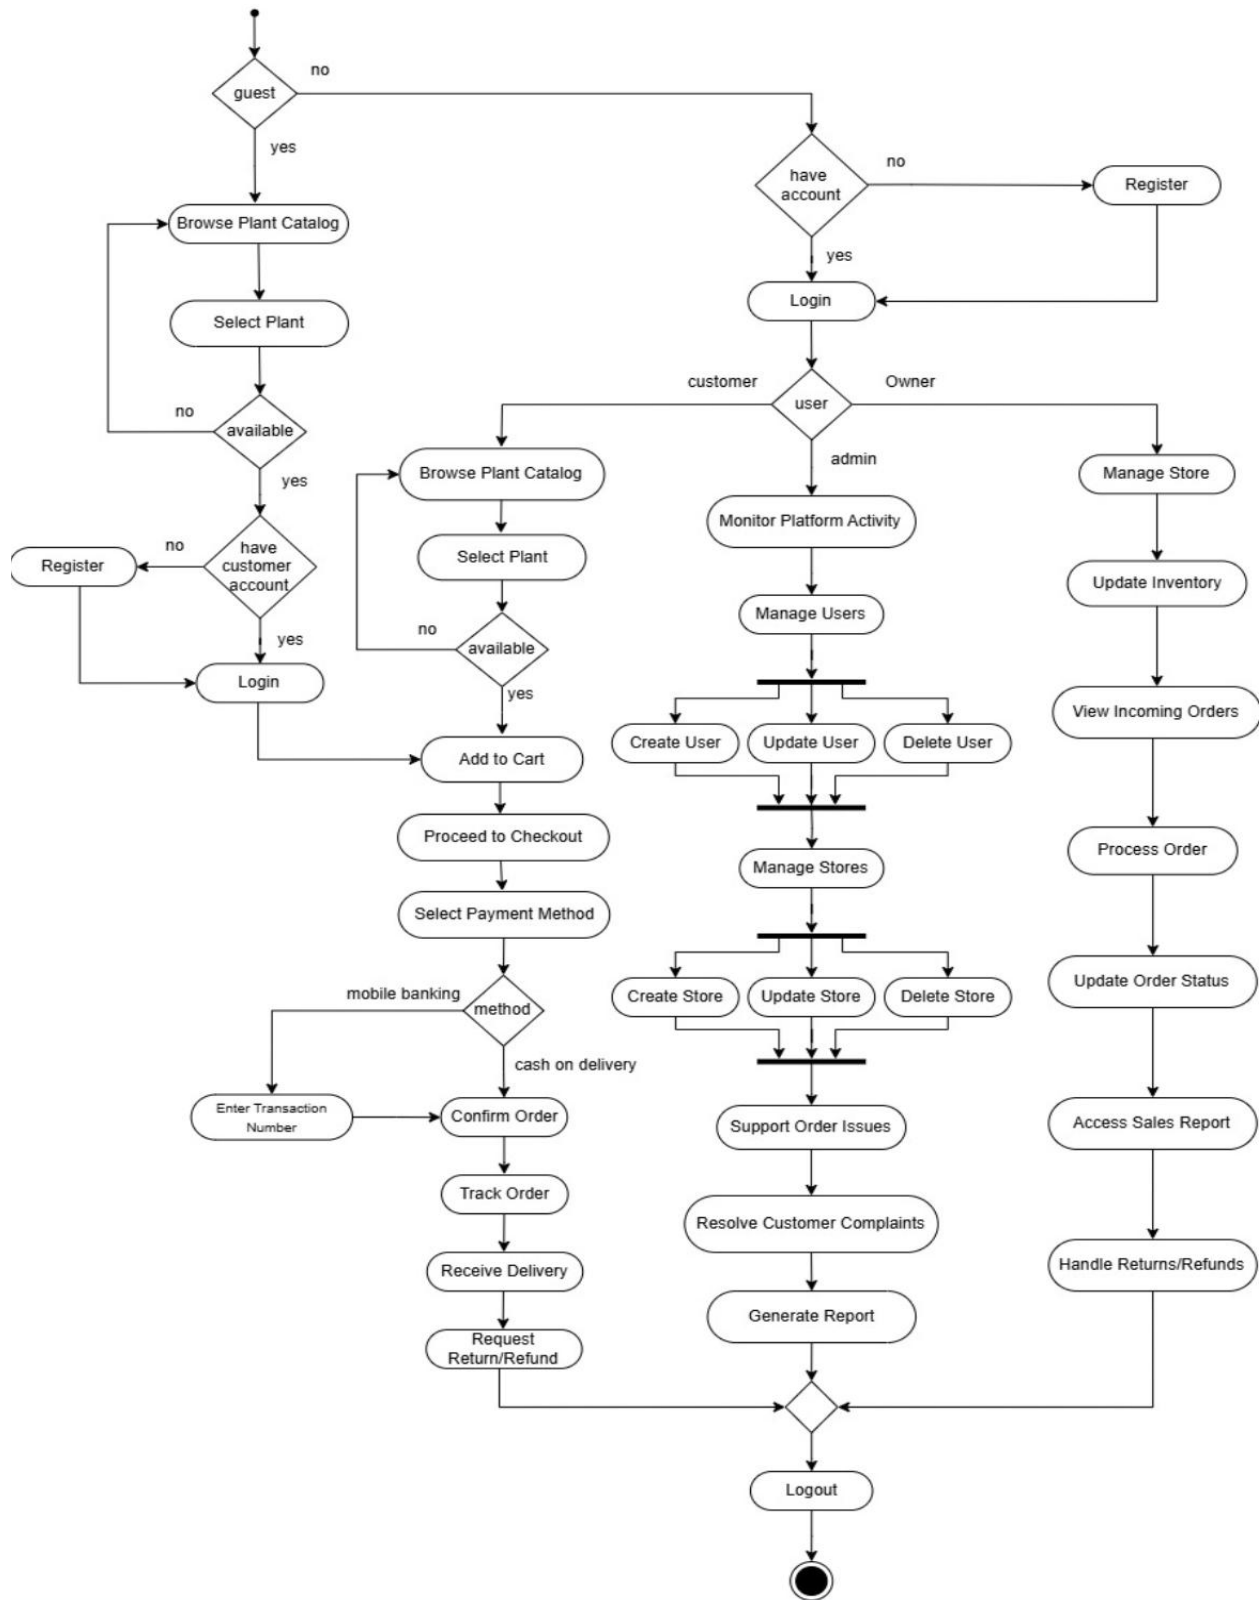 no
guest
yes
have
account
no
Register
Browse Plant Catalog
yes
Login
Select Plant
customer
Owner
no
available
user
yes
admin
Browse Plant Catalog
Manage Store
Monitor Platform Activity
no
have
customer
account
Register
Select Plant
Update Inventory
Manage Users
no
available
yes
Login
yes
View Incoming Orders
Create User
Update User
Delete User
Add to Cart
Proceed to Checkout
Process Order
Manage Stores
Select Payment Method
Update Order Status
mobile banking
method
Create Store
Update Store
Delete Store
cash on delivery
Enter Transaction
Number
Confirm Order
Support Order Issues
Access Sales Report
Track Order
Resolve Customer Complaints
Receive Delivery
Handle Returns/Refunds
Generate Report
Request
Return/Refund
Logout